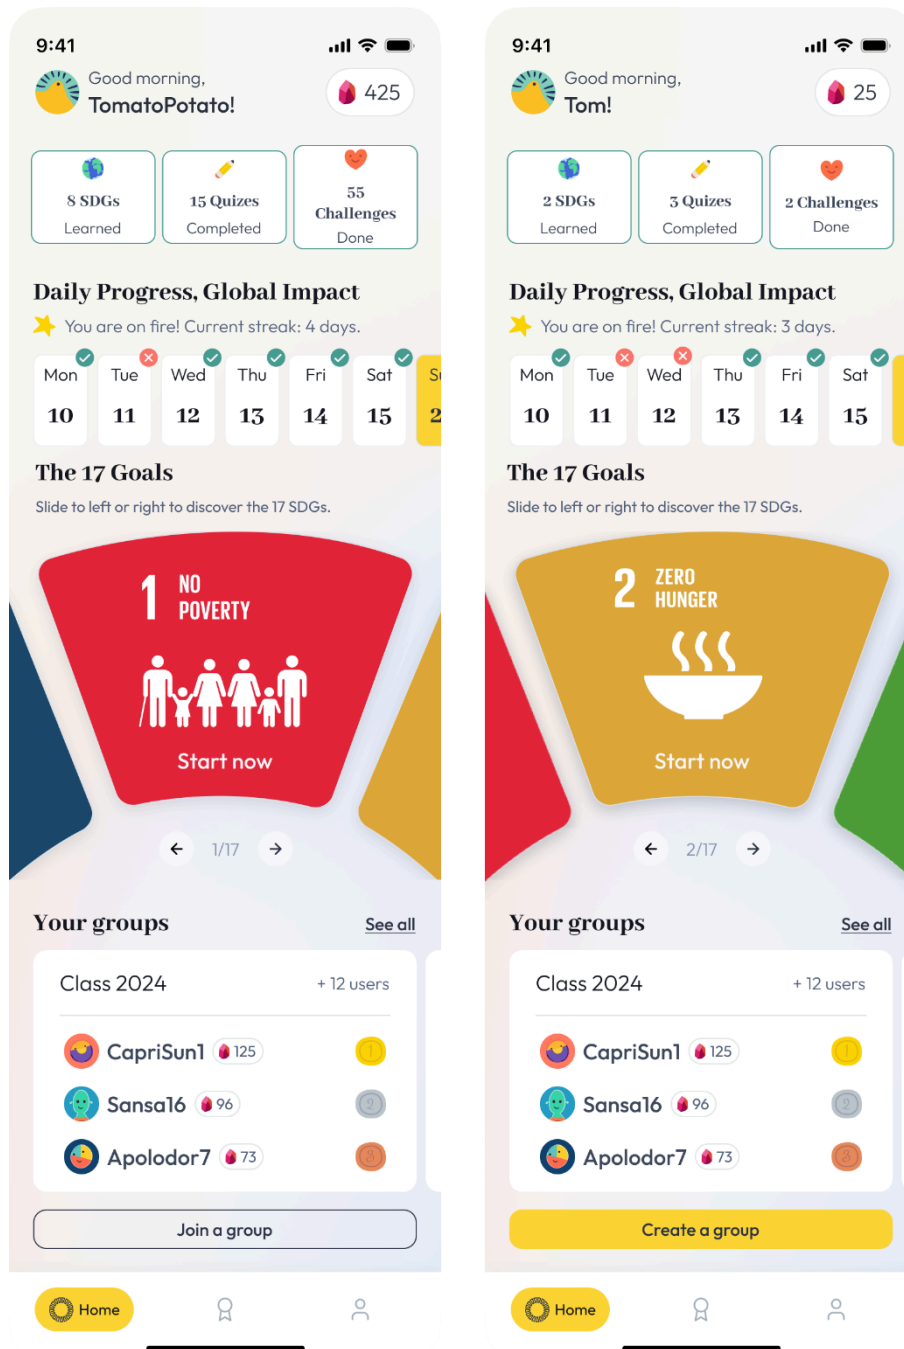 9:41
Good morning,
TomatoPotato!
425
8 SDGs
Learned
15 Quizes
Completed
55
Challenges
Done
Daily Progress, Global Impact
You are on fire! Current streak: 4 days.
Mon Tue Wed Thu Fri Sat
10 11 12 13 14 15
The 17 Goals
Slide to left or right to discover the 17 SDGs.
1 NO
POVERTY
Start now
1/17
Your groups See all
Class 2024 + 12 users
CapriSun1 125 1
Sansa16 96 2
Apolodor7 73 3
Join a group
Home
9:41
Good morning,
Tom!
25
2 SDGs
Learned
3 Quizes
Completed
2 Challenges
Done
Daily Progress, Global Impact
You are on fire! Current streak: 3 days.
Mon Tue Wed Thu Fri Sat
10 11 12 13 14 15
The 17 Goals
Slide to left or right to discover the 17 SDGs.
2 ZERO
HUNGER
Start now
2/17
Your groups See all
Class 2024 + 12 users
CapriSun1 125 1
Sansa16 96 2
Apolodor7 73 3
Create a group
Home